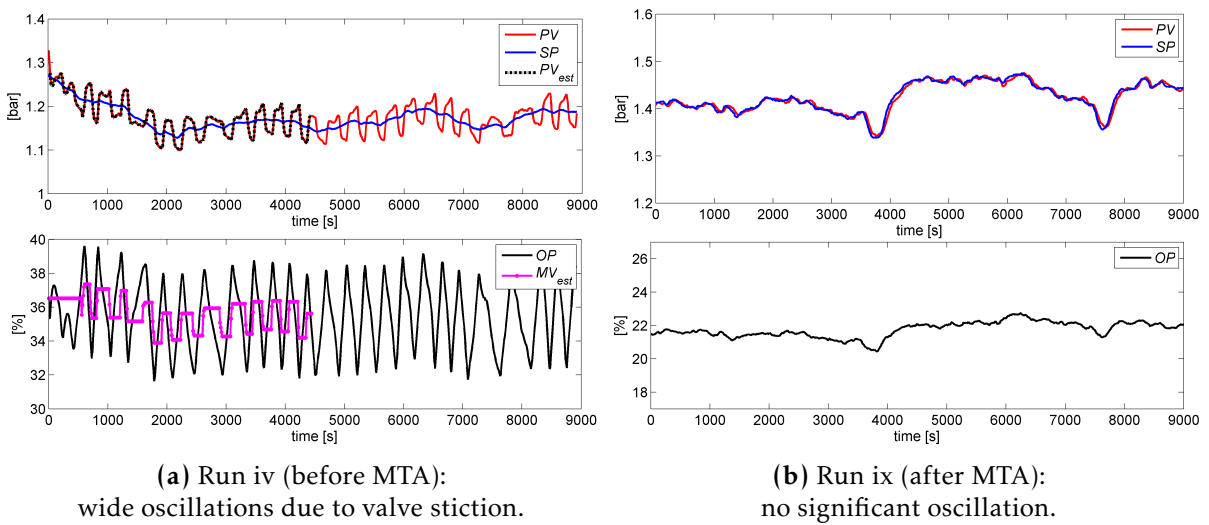 1.4
1.3
1.2
1.1
1
[bar]
PV
SP
PVest
0 1000 2000 3000 4000 5000 6000 7000 8000 9000
time [s]
40
38
36
34
32
30
[%]
OP
MVest
0 1000 2000 3000 4000 5000 6000 7000 8000 9000
time [s]
(a) Run iv (before MTA):
wide oscillations due to valve stiction.
1.6
1.5
1.4
1.3
1.2
[bar]
PV
SP
0 1000 2000 3000 4000 5000 6000 7000 8000 9000
time [s]
26
24
22
20
18
[%]
OP
0 1000 2000 3000 4000 5000 6000 7000 8000 9000
time [s]
(b) Run ix (after MTA):
no significant oscillation.